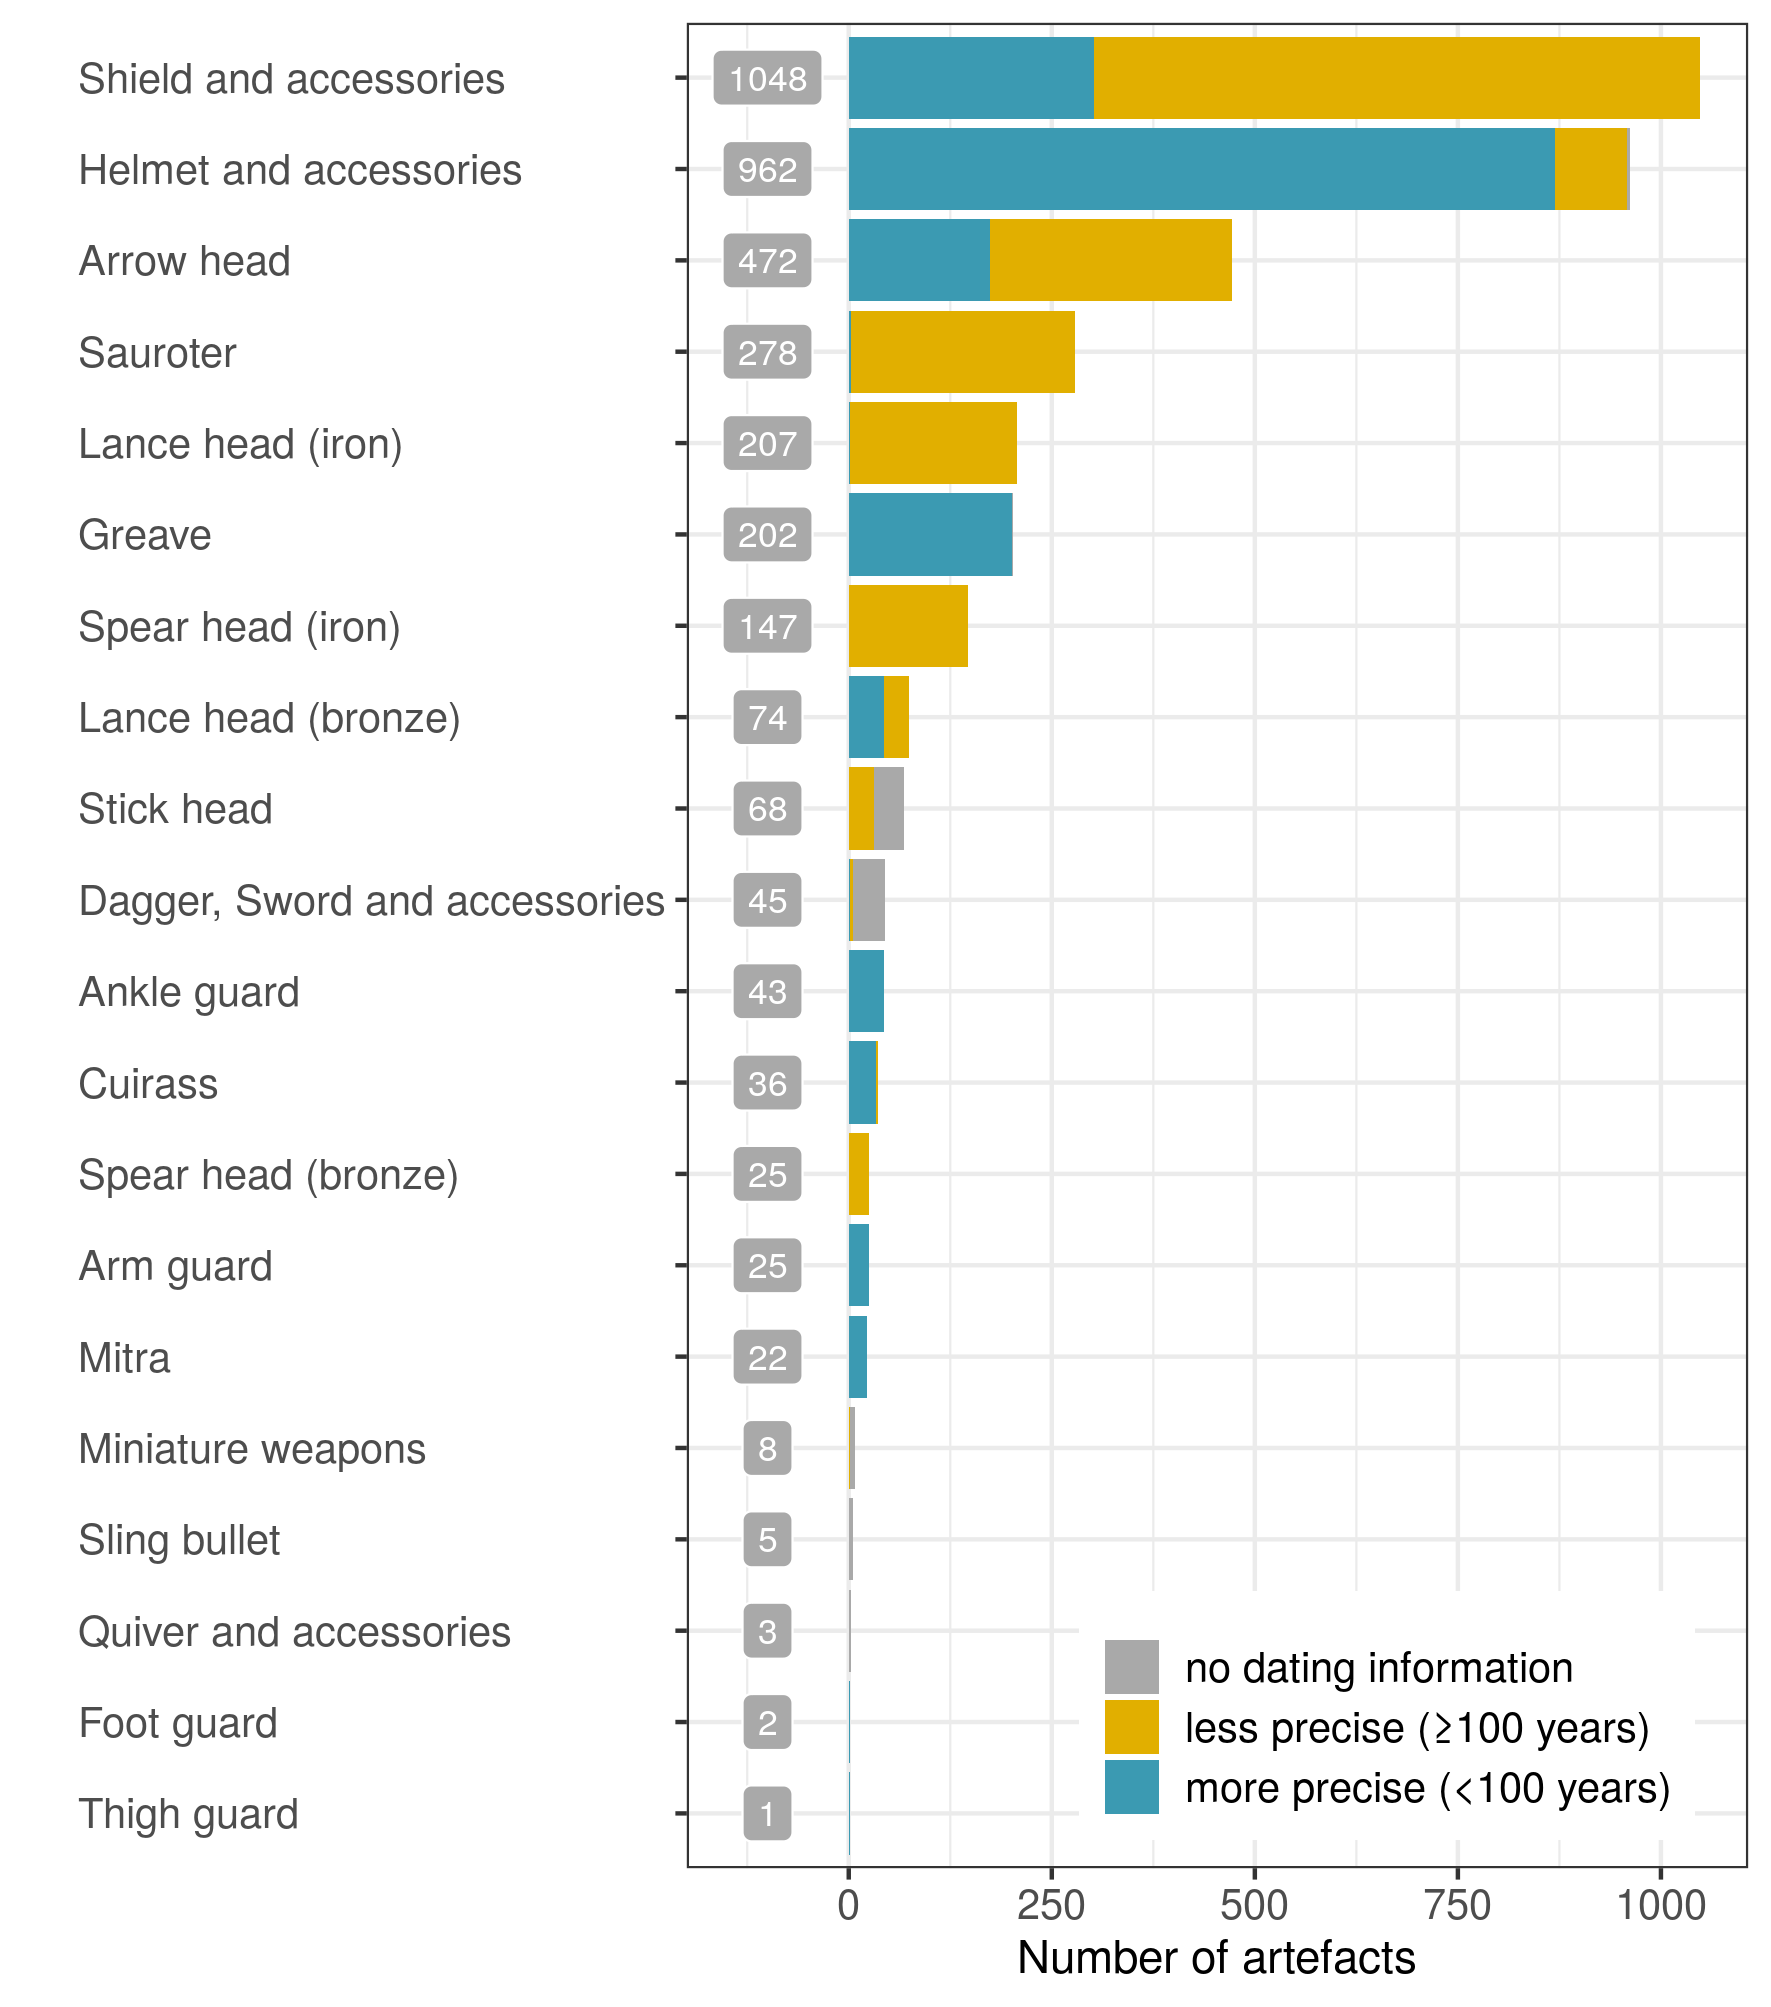 Shield and accessories 1048
Helmet and accessories 962
Arrow head 472
Sauroter 278
Lance head (iron) 207
Greave 202
Spear head (iron) 147
Lance head (bronze) 74
Stick head 68
Dagger, Sword and accessories 45
Ankle guard 43
Cuirass 36
Spear head (bronze) 25
Arm guard 25
Mitra 22
Miniature weapons 8
Sling bullet 5
Quiver and accessories 3
Foot guard 2
Thigh guard 1
no dating information
less precise (≥100 years)
more precise (<100 years)
0 250 500 750 1000
Number of artefacts